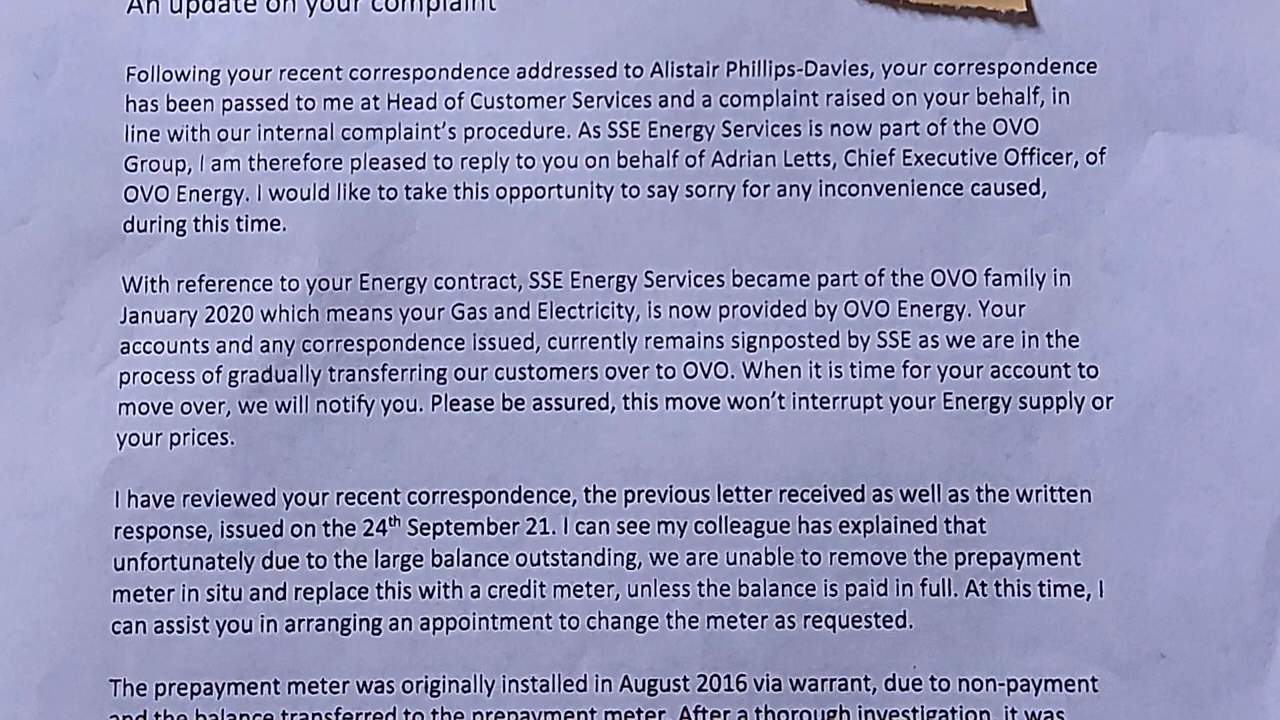 An update on your complaint
Following your recent correspondence addressed to Alistair Phillips-Davies, your correspondence
has been passed to me at Head of Customer Services and a complaint raised on your behalf, in
line with our internal complaint's procedure. As SSE Energy Services is now part of the OVO
Group, I am therefore pleased to reply to you on behalf of Adrian Letts, Chief Executive Officer, of
OVO Energy. I would like to take this opportunity to say sorry for any inconvenience caused,
during this time.
With reference to your Energy contract, SSE Energy Services became part of the OVO family in
January 2020 which means your Gas and Electricity, is now provided by OVO Energy. Your
accounts and any correspondence issued, currently remains signposted by SSE as we are in the
process of gradually transferring our customers over to OVO. When it is time for your account to
move over, we will notify you. Please be assured, this move won't interrupt your Energy supply or
your prices.
I have reviewed your recent correspondence, the previous letter received as well as the written
response, issued on the 24th September 21. I can see my colleague has explained that
unfortunately due to the large balance outstanding, we are unable to remove the prepayment
meter in situ and replace this with a credit meter, unless the balance is paid in full. At this time, I
can assist you in arranging an appointment to change the meter as requested.
The prepayment meter was originally installed in August 2016 via warrant, due to non-payment
and the balance transferred to the prepayment meter. After a thorough investigation, it was